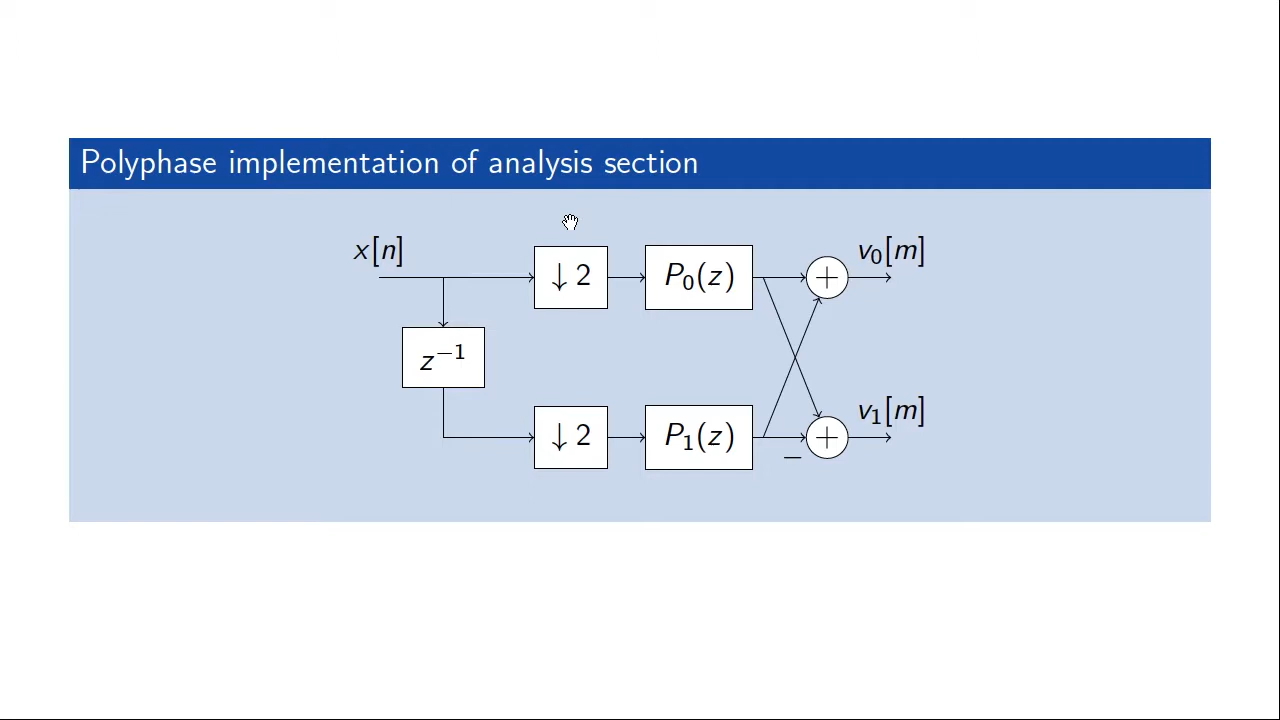 Polyphase implementation of analysis section
x[n]
↓ 2
P₀(z)
+
v₀[m]
z⁻¹
↓ 2
P₁(z)
−
+
v₁[m]